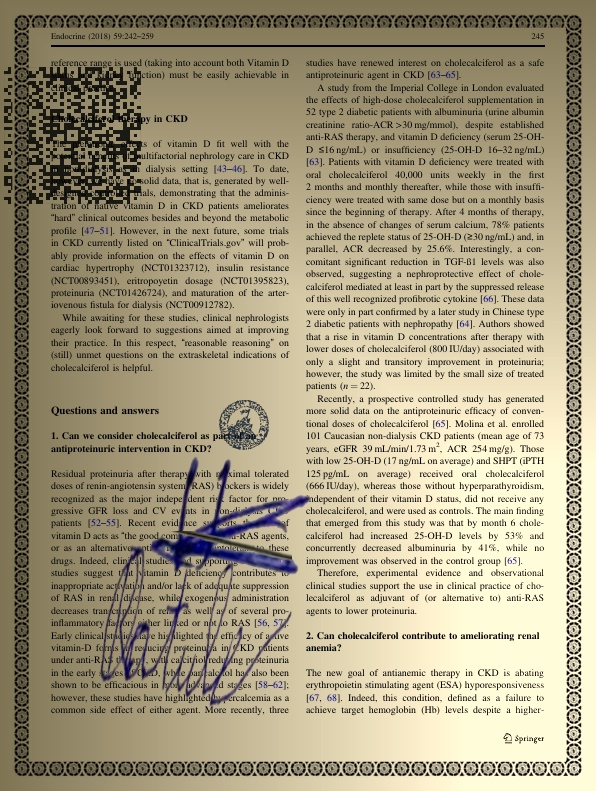 Endocrine (2018) 59:242–259
245
reference range is used (taking into account both Vitamin D
must be easily achievable in
in CKD
of vitamin D fit well with the
multifactorial nephrology care in CKD
dialysis setting [43–46]. To date,
solid data, that is, generated by well-
trials, demonstrating that the adminis-
tration of native vitamin D in CKD patients ameliorates
“hard” clinical outcomes besides and beyond the metabolic
profile [47–51]. However, in the next future, some trials
in CKD currently listed on “ClinicalTrials.gov” will prob-
ably provide information on the effects of vitamin D on
cardiac hypertrophy (NCT01323712), insulin resistance
(NCT00893451), eritropoyetin dosage (NCT01395823),
proteinuria (NCT01426724), and maturation of the arter-
iovenous fistula for dialysis (NCT00912782).
While awaiting for these studies, clinical nephrologists
eagerly look forward to suggestions aimed at improving
their practice. In this respect, “reasonable reasoning” on
(still) unmet questions on the extraskeletal indications of
cholecalciferol is helpful.
Questions and answers
1. Can we consider cholecalciferol as part of an
antiproteinuric intervention in CKD?
Residual proteinuria after therapy with maximal tolerated
doses of renin-angiotensin system (RAS) blockers is widely
recognized as the major independent risk factor for pro-
gressive GFR loss and CV events in non-dialysis CKD
patients [52–55]. Recent evidence supports
vitamin D acts as “the good anti-RAS agents,
or as an alternative to these
drugs. Indeed, clinical studies and supporting
studies suggest vitamin D deficiency contributes to
inappropriate activation and/or lack of adequate suppression
of RAS in renal disease, while exogenous administration
decreases transcription of renin as well as of several pro-
inflammatory factors either linked or not to RAS [56, 57].
Early clinical studies have highlighted the efficacy of active
vitamin-D forms in reducing proteinuria in CKD patients
under anti-RAS therapy, with calcitriol reducing proteinuria
in the early stages of CKD, while paricalcitol has also been
shown to be efficacious in more advanced stages [58–62];
however, these studies have highlighted hypercalcemia as a
common side effect of either agent. More recently, three
studies have renewed interest on cholecalciferol as a safe
antiproteinuric agent in CKD [63–65].
A study from the Imperial College in London evaluated
the effects of high-dose cholecalciferol supplementation in
52 type 2 diabetic patients with albuminuria (urine albumin
creatinine ratio-ACR >30 mg/mmol), despite established
anti-RAS therapy, and vitamin D deficiency (serum 25-OH-
D ≤16 ng/mL) or insufficiency (25-OH-D 16–32 ng/mL)
[63]. Patients with vitamin D deficiency were treated with
oral cholecalciferol 40,000 units weekly in the first
2 months and monthly thereafter, while those with insuffi-
ciency were treated with same dose but on a monthly basis
since the beginning of therapy. After 4 months of therapy,
in the absence of changes of serum calcium, 78% patients
achieved the replete status of 25-OH-D (≥30 ng/mL) and, in
parallel, ACR decreased by 25.6%. Interestingly, a con-
comitant significant reduction in TGF-ß1 levels was also
observed, suggesting a nephroprotective effect of chole-
calciferol mediated at least in part by the suppressed release
of this well recognized profibrotic cytokine [66]. These data
were only in part confirmed by a later study in Chinese type
2 diabetic patients with nephropathy [64]. Authors showed
that a rise in vitamin D concentrations after therapy with
lower doses of cholecalciferol (800 IU/day) associated with
only a slight and transitory improvement in proteinuria;
however, the study was limited by the small size of treated
patients (n = 22).
Recently, a prospective controlled study has generated
more solid data on the antiproteinuric efficacy of conven-
tional doses of cholecalciferol [65]. Molina et al. enrolled
101 Caucasian non-dialysis CKD patients (mean age of 73
years, eGFR 39 mL/min/1.73 m², ACR 254 mg/g). Those
with low 25-OH-D (17 ng/mL on average) and SHPT (iPTH
125 pg/mL on average) received oral cholecalciferol
(666 IU/day), whereas those without hyperparathyroidism,
independent of their vitamin D status, did not receive any
cholecalciferol, and were used as controls. The main finding
that emerged from this study was that by month 6 chole-
calciferol had increased 25-OH-D levels by 53% and
concurrently decreased albuminuria by 41%, while no
improvement was observed in the control group [65].
Therefore, experimental evidence and observational
clinical studies support the use in clinical practice of cho-
lecalciferol as adjuvant of (or alternative to) anti-RAS
agents to lower proteinuria.
2. Can cholecalciferol contribute to ameliorating renal
anemia?
The new goal of antianemic therapy in CKD is abating
erythropoietin stimulating agent (ESA) hyporesponsiveness
[67, 68]. Indeed, this condition, defined as a failure to
achieve target hemoglobin (Hb) levels despite a higher-
Springer